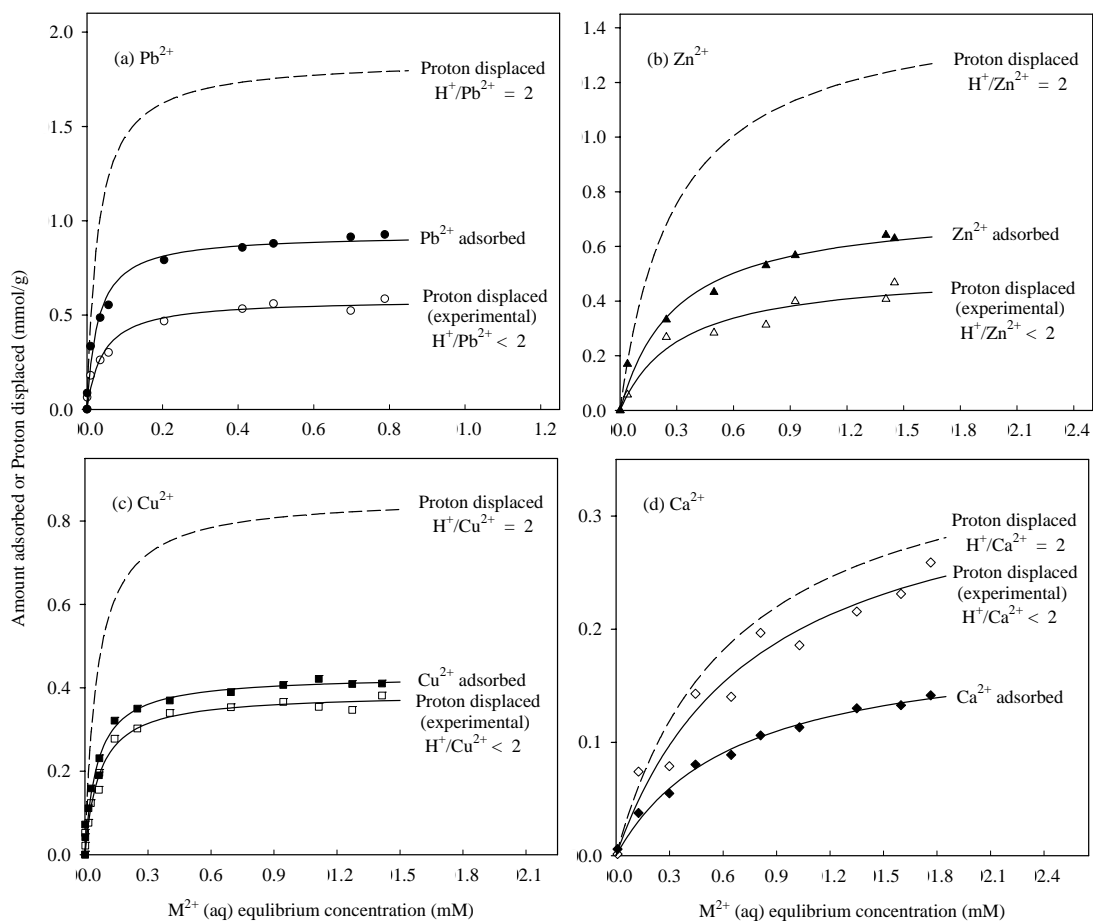 Amount adsorbed or Proton displaced (mmol/g)
2.0
1.5
1.0
0.5
0.0
(a) Pb²⁺
Proton displaced
H⁺/Pb²⁺ = 2
Pb²⁺ adsorbed
Proton displaced
(experimental)
H⁺/Pb²⁺ < 2
0.0
0.2
0.4
0.6
0.8
1.0
1.2
1.4
1.2
1.0
0.8
0.6
0.4
0.2
0.0
(b) Zn²⁺
Proton displaced
H⁺/Zn²⁺ = 2
Zn²⁺ adsorbed
Proton displaced
(experimental)
H⁺/Zn²⁺ < 2
0.0
0.3
0.6
0.9
1.2
1.5
1.8
2.1
2.4
0.8
0.6
0.4
0.2
0.0
(c) Cu²⁺
Proton displaced
H⁺/Cu²⁺ = 2
Cu²⁺ adsorbed
Proton displaced
(experimental)
H⁺/Cu²⁺ < 2
0.0
0.3
0.6
0.9
1.2
1.5
1.8
2.1
M²⁺ (aq) equlibrium concentration (mM)
0.3
0.2
0.1
0.0
(d) Ca²⁺
Proton displaced
H⁺/Ca²⁺ = 2
Proton displaced
(experimental)
H⁺/Ca²⁺ < 2
Ca²⁺ adsorbed
0.0
0.3
0.6
0.9
1.2
1.5
1.8
2.1
2.4
M²⁺ (aq) equlibrium concentration (mM)